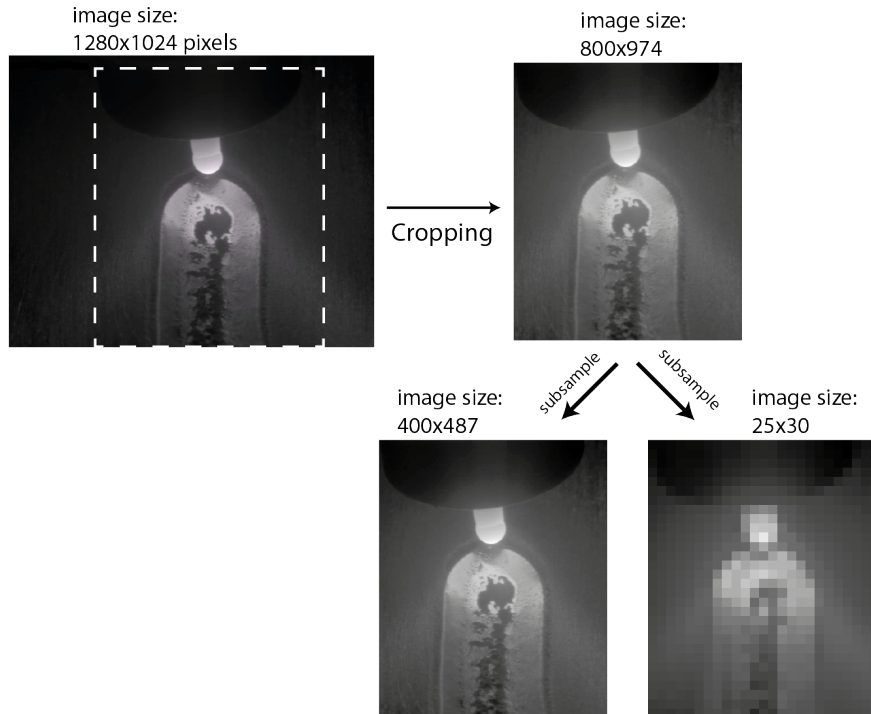 image size:
1280x1024 pixels
image size:
800x974
Cropping
subsample
subsample
image size:
400x487
image size:
25x30